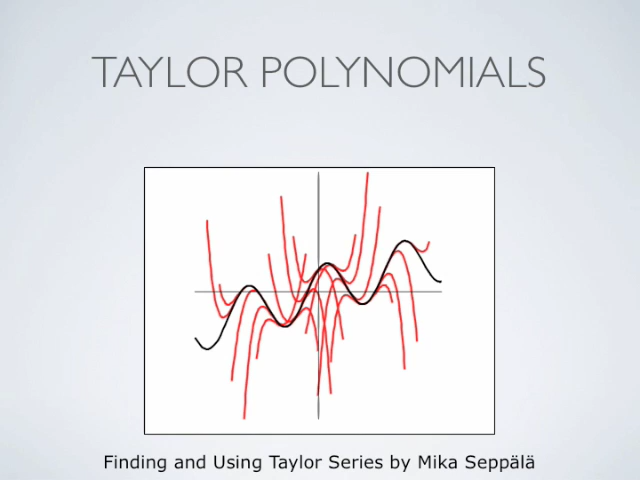 TAYLOR POLYNOMIALS
Finding and Using Taylor Series by Mika Seppälä